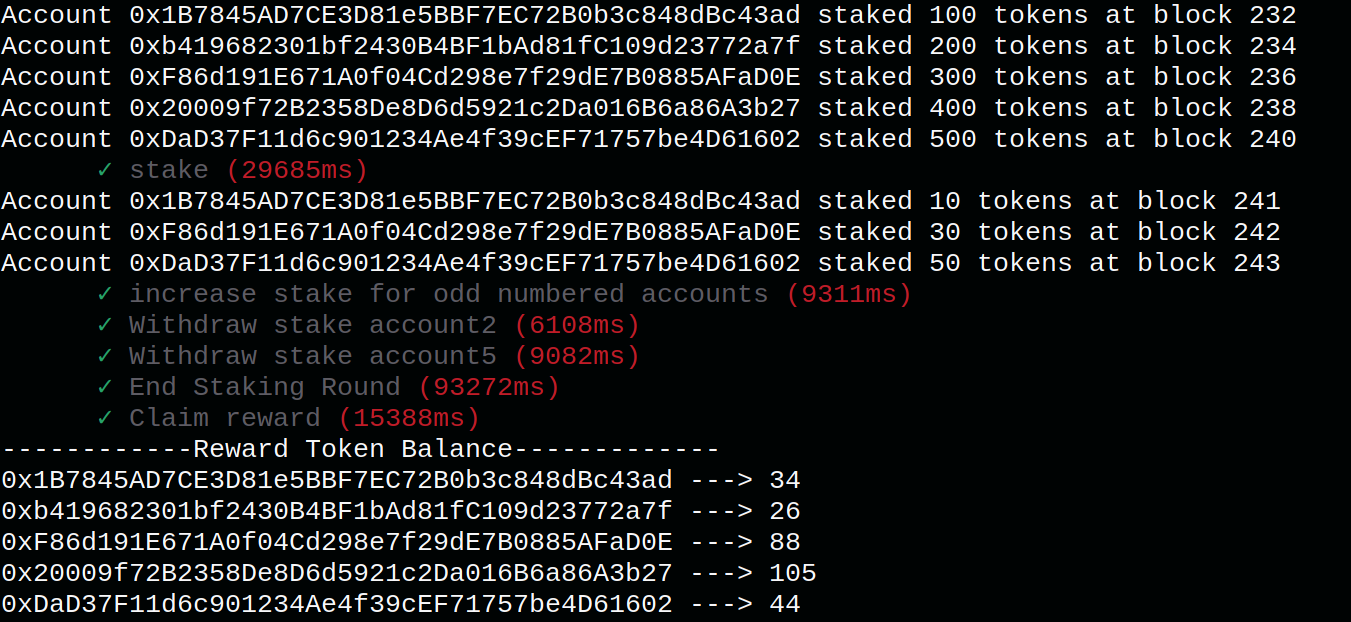 Account 0x1B7845AD7CE3D81e5BBF7EC72B0b3c848dBc43ad staked 100 tokens at block 232
Account 0xb419682301bf2430B4BF1bAd81fC109d23772a7f staked 200 tokens at block 234
Account 0xF86d191E671A0f04Cd298e7f29dE7B0885AFaD0E staked 300 tokens at block 236
Account 0x20009f72B2358De8D6d5921c2Da016B6a86A3b27 staked 400 tokens at block 238
Account 0xDaD37F11d6c901234Ae4f39cEF71757be4D61602 staked 500 tokens at block 240
✓ stake (29685ms)
Account 0x1B7845AD7CE3D81e5BBF7EC72B0b3c848dBc43ad staked 10 tokens at block 241
Account 0xF86d191E671A0f04Cd298e7f29dE7B0885AFaD0E staked 30 tokens at block 242
Account 0xDaD37F11d6c901234Ae4f39cEF71757be4D61602 staked 50 tokens at block 243
✓ increase stake for odd numbered accounts (9311ms)
✓ Withdraw stake account2 (6108ms)
✓ Withdraw stake account5 (9082ms)
✓ End Staking Round (93272ms)
✓ Claim reward (15388ms)
------------Reward Token Balance-------------
0x1B7845AD7CE3D81e5BBF7EC72B0b3c848dBc43ad ---> 34
0xb419682301bf2430B4BF1bAd81fC109d23772a7f ---> 26
0xF86d191E671A0f04Cd298e7f29dE7B0885AFaD0E ---> 88
0x20009f72B2358De8D6d5921c2Da016B6a86A3b27 ---> 105
0xDaD37F11d6c901234Ae4f39cEF71757be4D61602 ---> 44